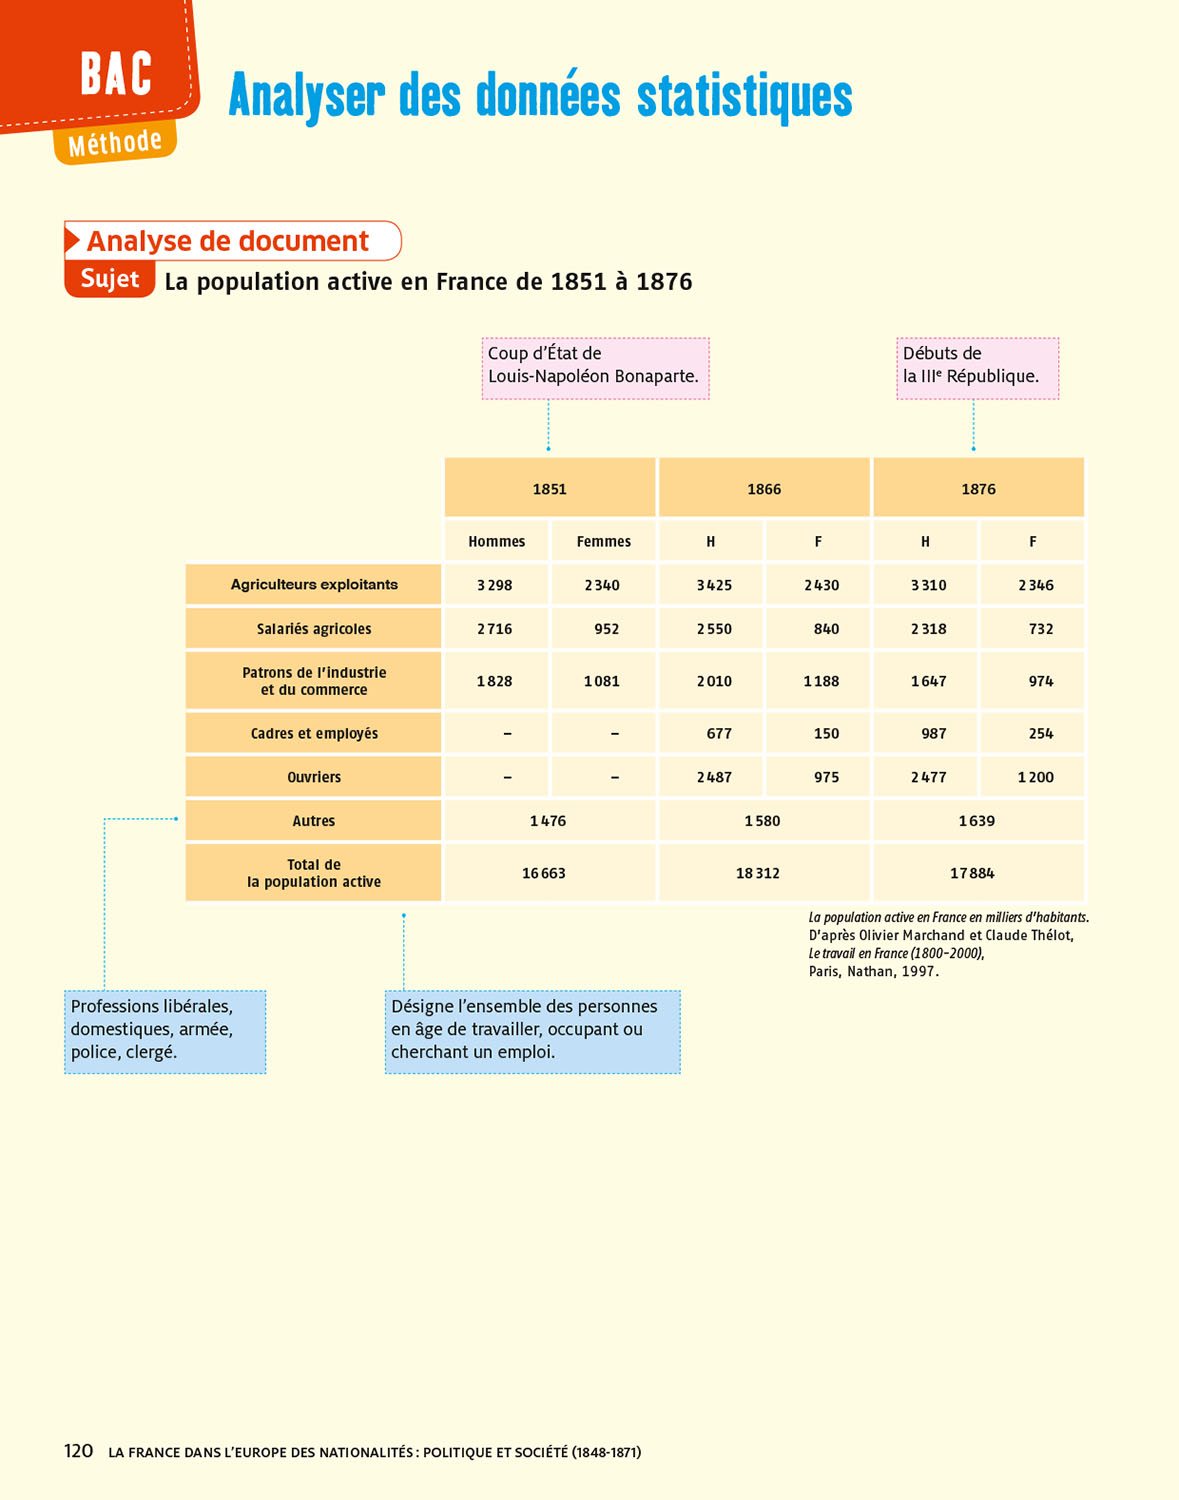 BAC
Méthode
Analyser des données statistiques
Analyse de document
Sujet La population active en France de 1851 à 1876
Coup d'État de
Louis-Napoléon Bonaparte.
Débuts de
la IIIe République.
1851 1866 1876
Hommes Femmes H F H F
Agriculteurs exploitants 3 298 2 340 3 425 2 430 3 310 2 346
Salariés agricoles 2 716 952 2 550 840 2 318 732
Patrons de l'industrie
et du commerce 1 828 1 081 2 010 1 188 1 647 974
Cadres et employés – – 677 150 987 254
Ouvriers – – 2 487 975 2 477 1 200
Autres 1 476 1 580 1 639
Total de
la population active 16 663 18 312 17 884
La population active en France en milliers d'habitants.
D'après Olivier Marchand et Claude Thélot,
Le travail en France (1800-2000),
Paris, Nathan, 1997.
Professions libérales,
domestiques, armée,
police, clergé.
Désigne l'ensemble des personnes
en âge de travailler, occupant ou
cherchant un emploi.
120 LA FRANCE DANS L'EUROPE DES NATIONALITÉS : POLITIQUE ET SOCIÉTÉ (1848-1871)